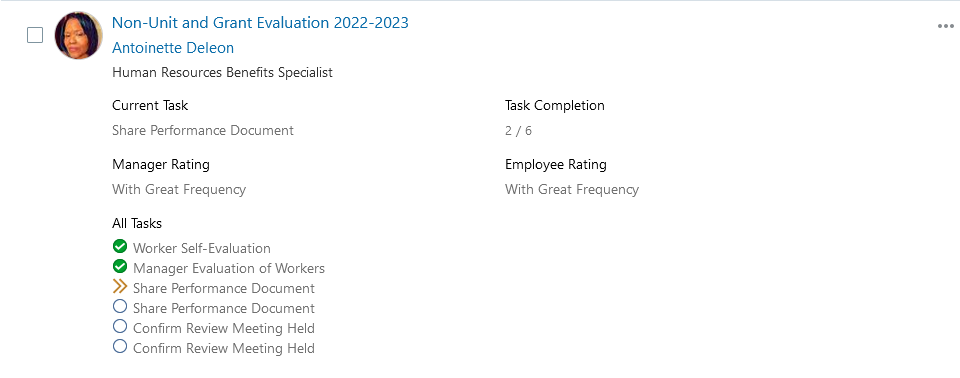 Non-Unit and Grant Evaluation 2022-2023
Antoinette Deleon
Human Resources Benefits Specialist
Current Task
Task Completion
Share Performance Document
2 / 6
Manager Rating
Employee Rating
With Great Frequency
With Great Frequency
All Tasks
Worker Self-Evaluation
Manager Evaluation of Workers
Share Performance Document
Share Performance Document
Confirm Review Meeting Held
Confirm Review Meeting Held